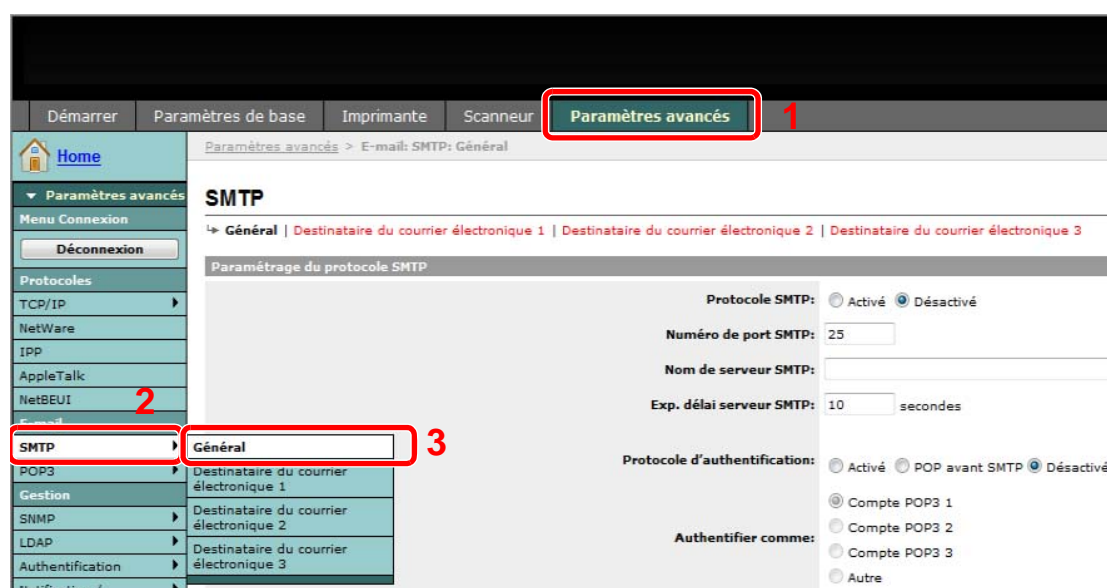 Démarrer Paramètres de base Imprimante Scanneur Paramètres avancés 1
Home
Paramètres avancés > E-mail: SMTP: Général
Paramètres avancés
Menu Connexion
Déconnexion
Protocoles
TCP/IP
NetWare
IPP
AppleTalk
NetBEUI
2
E-mail
SMTP
POP3
Gestion
SNMP
LDAP
Authentification
Général
3
Destinataire du courrier
électronique 1
Destinataire du courrier
électronique 2
Destinataire du courrier
électronique 3
SMTP
Général | Destinataire du courrier électronique 1 | Destinataire du courrier électronique 2 | Destinataire du courrier électronique 3
Paramétrage du protocole SMTP
Protocole SMTP: Activé Désactivé
Numéro de port SMTP: 25
Nom de serveur SMTP:
Exp. délai serveur SMTP: 10 secondes
Protocole d'authentification: Activé POP avant SMTP Désactivé
Authentifier comme:
Compte POP3 1
Compte POP3 2
Compte POP3 3
Autre